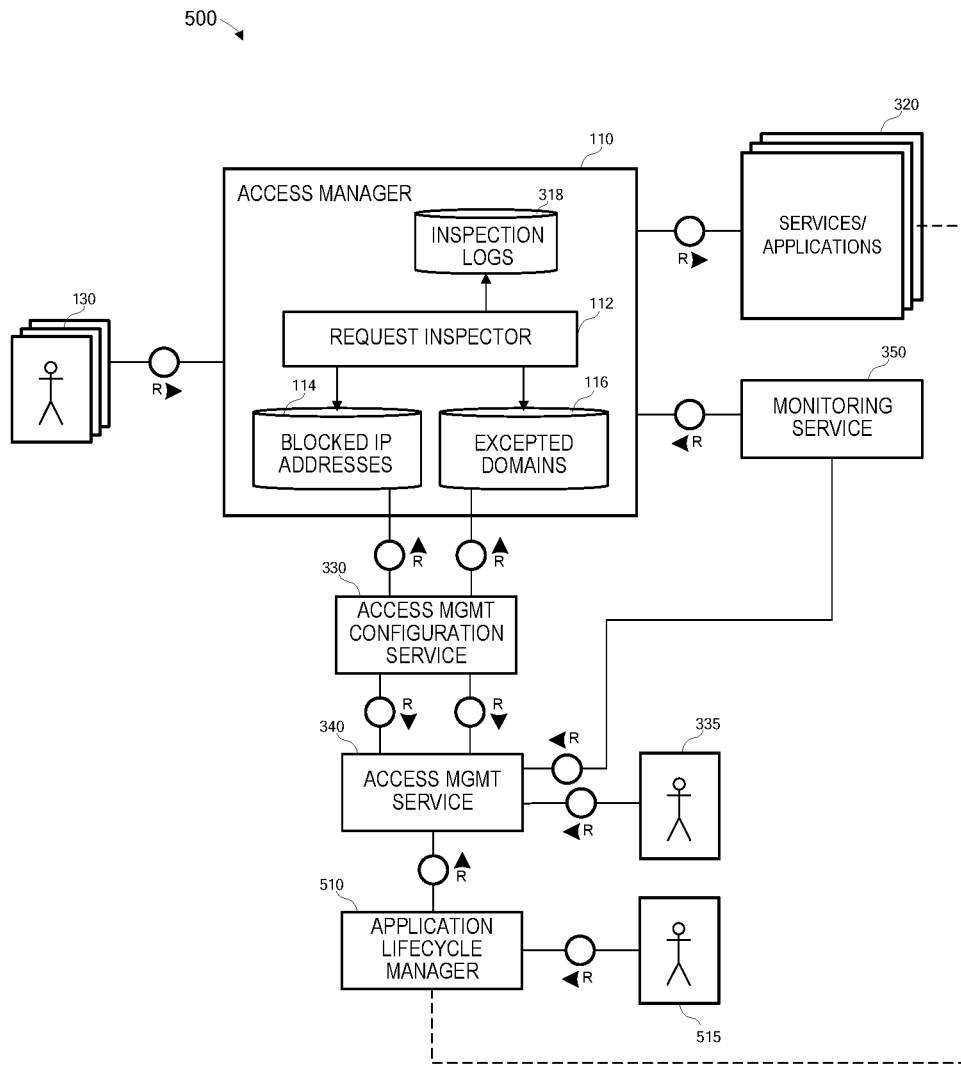 500
320
110
ACCESS MANAGER
318
INSPECTION
LOGS
R
SERVICES/
APPLICATIONS
130
112
REQUEST INSPECTOR
R
350
114
116
MONITORING
SERVICE
R
BLOCKED IP
ADDRESSES
EXCEPTED
DOMAINS
R
R
330
ACCESS MGMT
CONFIGURATION
SERVICE
R
R
340
R
335
ACCESS MGMT
SERVICE
R
R
510
APPLICATION
LIFECYCLE
MANAGER
R
515